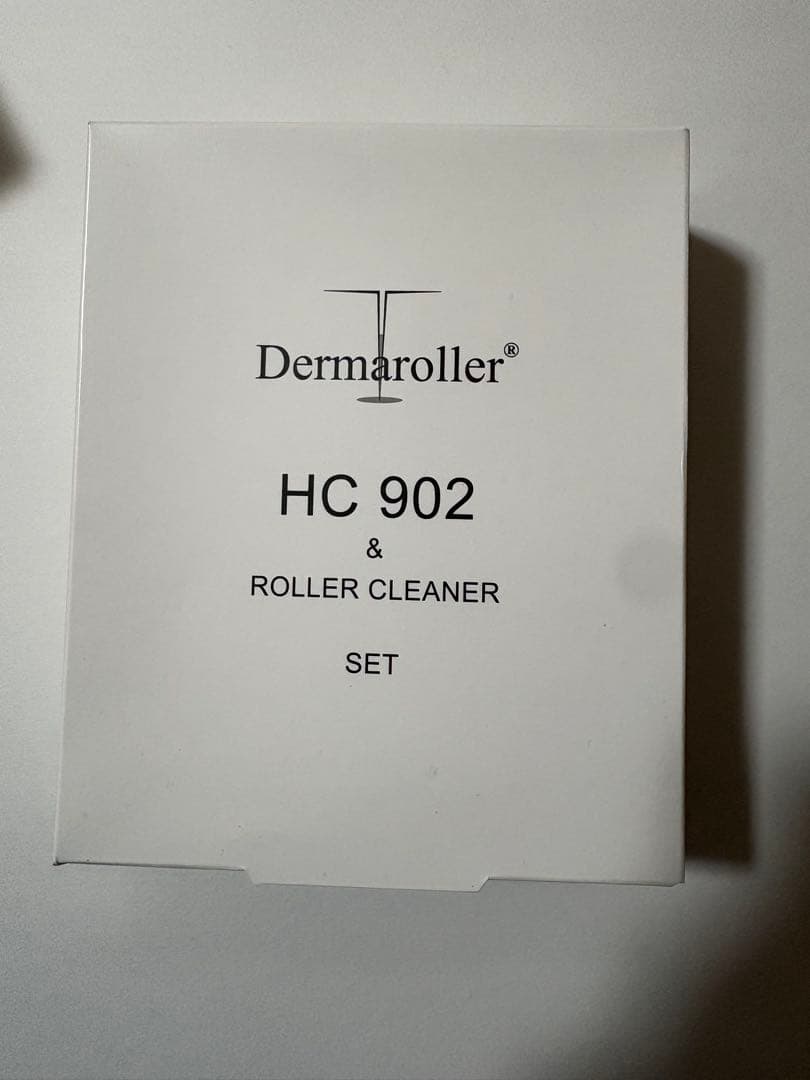 Dermaroller®
HC 902
&
ROLLER CLEANER
SET